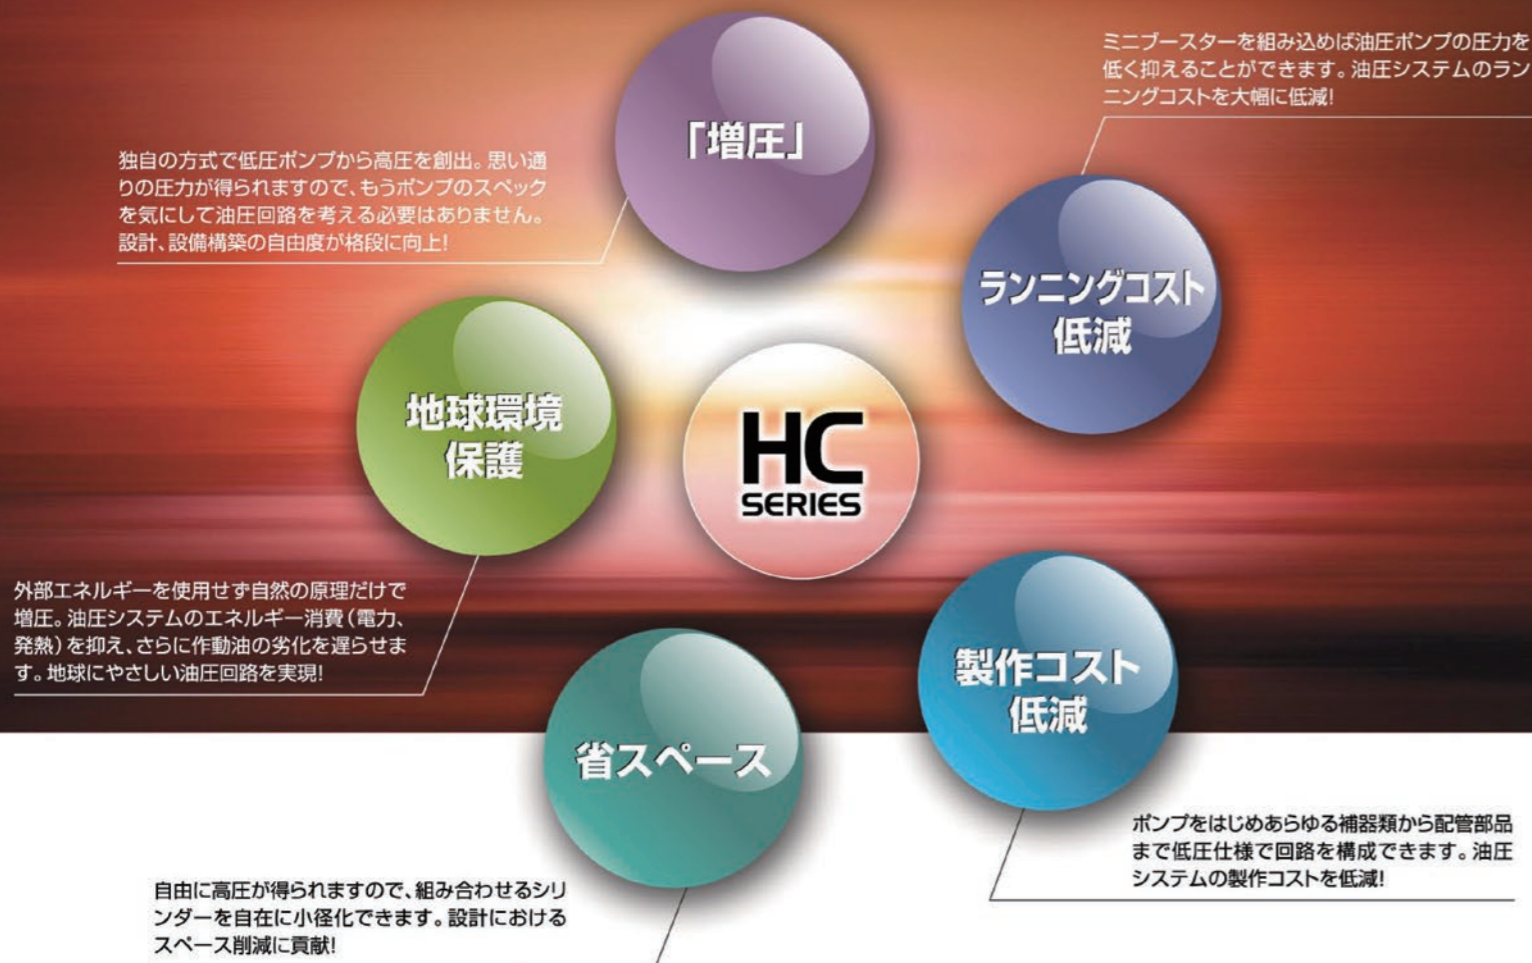 「増圧」
独自の方式で低圧ポンプから高圧を創出。思い通
りの圧力が得られますので、もうポンプのスペック
を気にして油圧回路を考える必要はありません。
設計、設備構築の自由度が格段に向上!
ミニブースターを組み込めば油圧ポンプの圧力を
低く抑えることができます。油圧システムのラン
ニングコストを大幅に低減!
ランニングコスト
低減
地球環境
保護
外部エネルギーを使用せず自然の原理だけで
増圧。油圧システムのエネルギー消費(電力、
発熱)を抑え、さらに作動油の劣化を遅らせま
す。地球にやさしい油圧回路を実現!
HC
SERIES
製作コスト
低減
ポンプをはじめあらゆる補器類から配管部品
まで低圧仕様で回路を構成できます。油圧
システムの製作コストを低減!
省スペース
自由に高圧が得られますので、組み合わせるシリ
ンダーを自在に小径化できます。設計における
スペース削減に貢献!